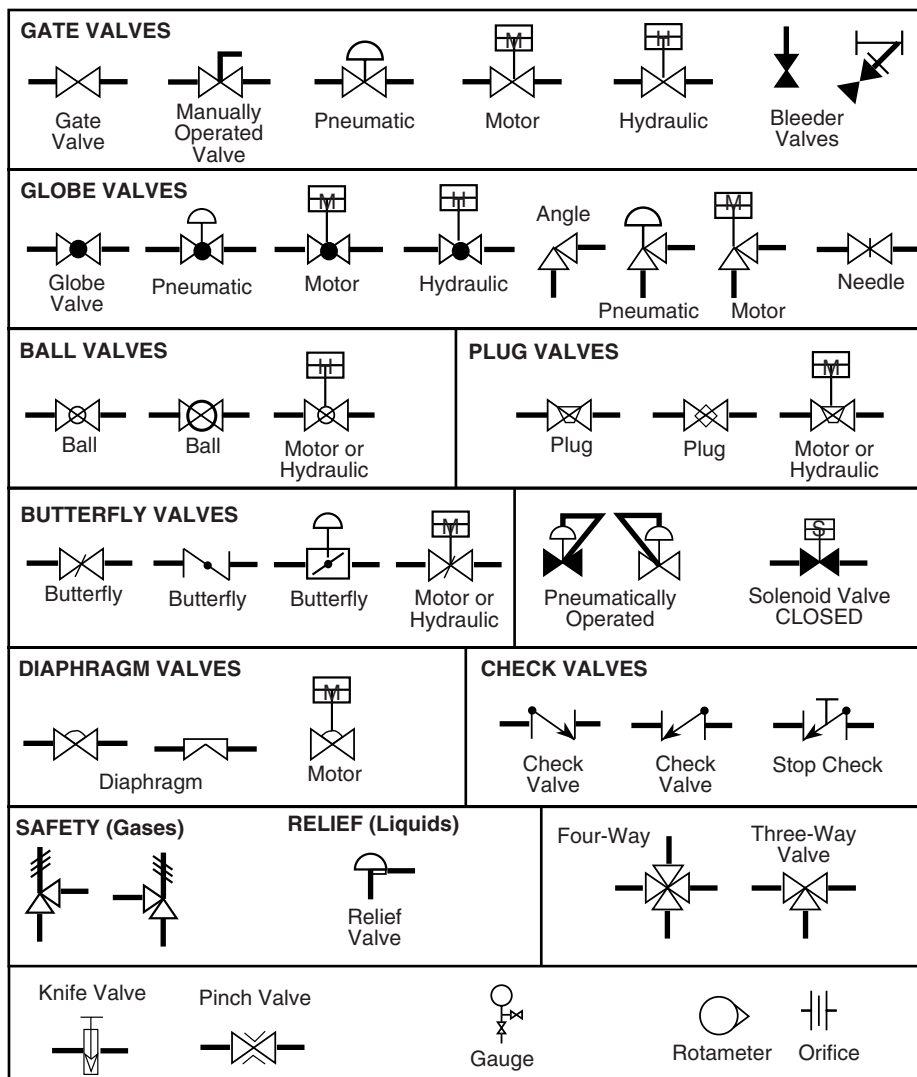 GATE VALVES
M
H
Gate
Valve
Manually
Operated
Valve
Pneumatic
Motor
Hydraulic
Bleeder
Valves
GLOBE VALVES
M
H
Angle
M
Globe
Valve
Pneumatic
Motor
Hydraulic
Pneumatic
Motor
Needle
BALL VALVES
H
Ball
Ball
Motor or
Hydraulic
PLUG VALVES
M
Plug
Plug
Motor or
Hydraulic
BUTTERFLY VALVES
M
Butterfly
Butterfly
Butterfly
Motor or
Hydraulic
S
Pneumatically
Operated
Solenoid Valve
CLOSED
DIAPHRAGM VALVES
M
Diaphragm
Motor
CHECK VALVES
Check
Valve
Check
Valve
Stop Check
SAFETY (Gases)
RELIEF (Liquids)
Relief
Valve
Four-Way
Three-Way
Valve
Knife Valve
Pinch Valve
Gauge
Rotameter
Orifice